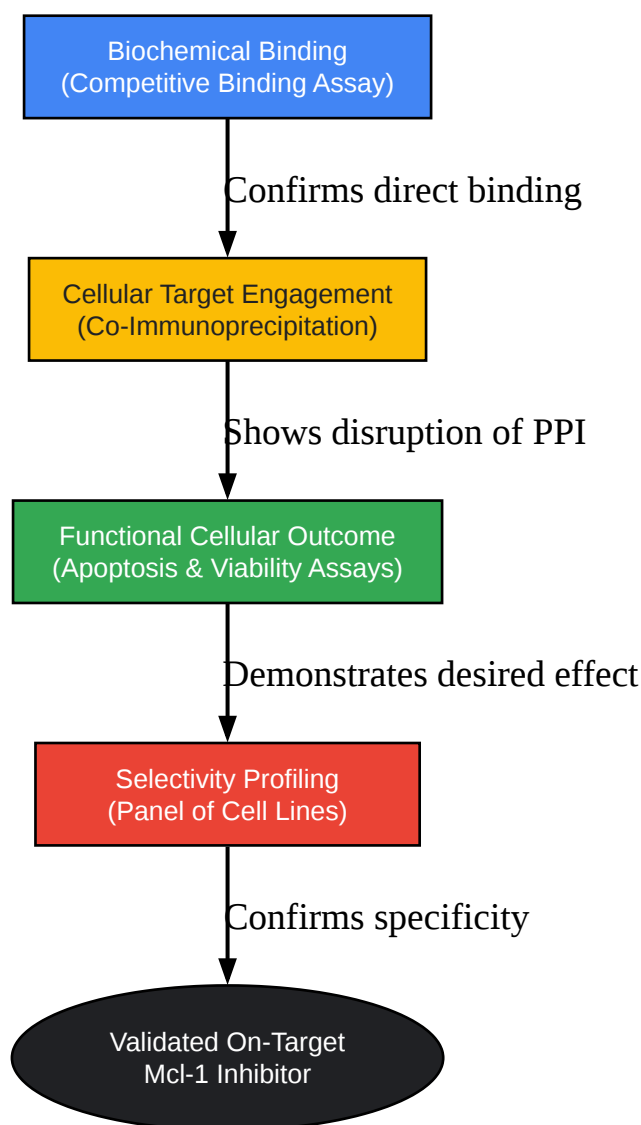 Biochemical Binding
(Competitive Binding Assay)
Confirms direct binding
Cellular Target Engagement
(Co-Immunoprecipitation)
Shows disruption of PPI
Functional Cellular Outcome
(Apoptosis & Viability Assays)
Demonstrates desired effect
Selectivity Profiling
(Panel of Cell Lines)
Confirms specificity
Validated On-Target
Mcl-1 Inhibitor